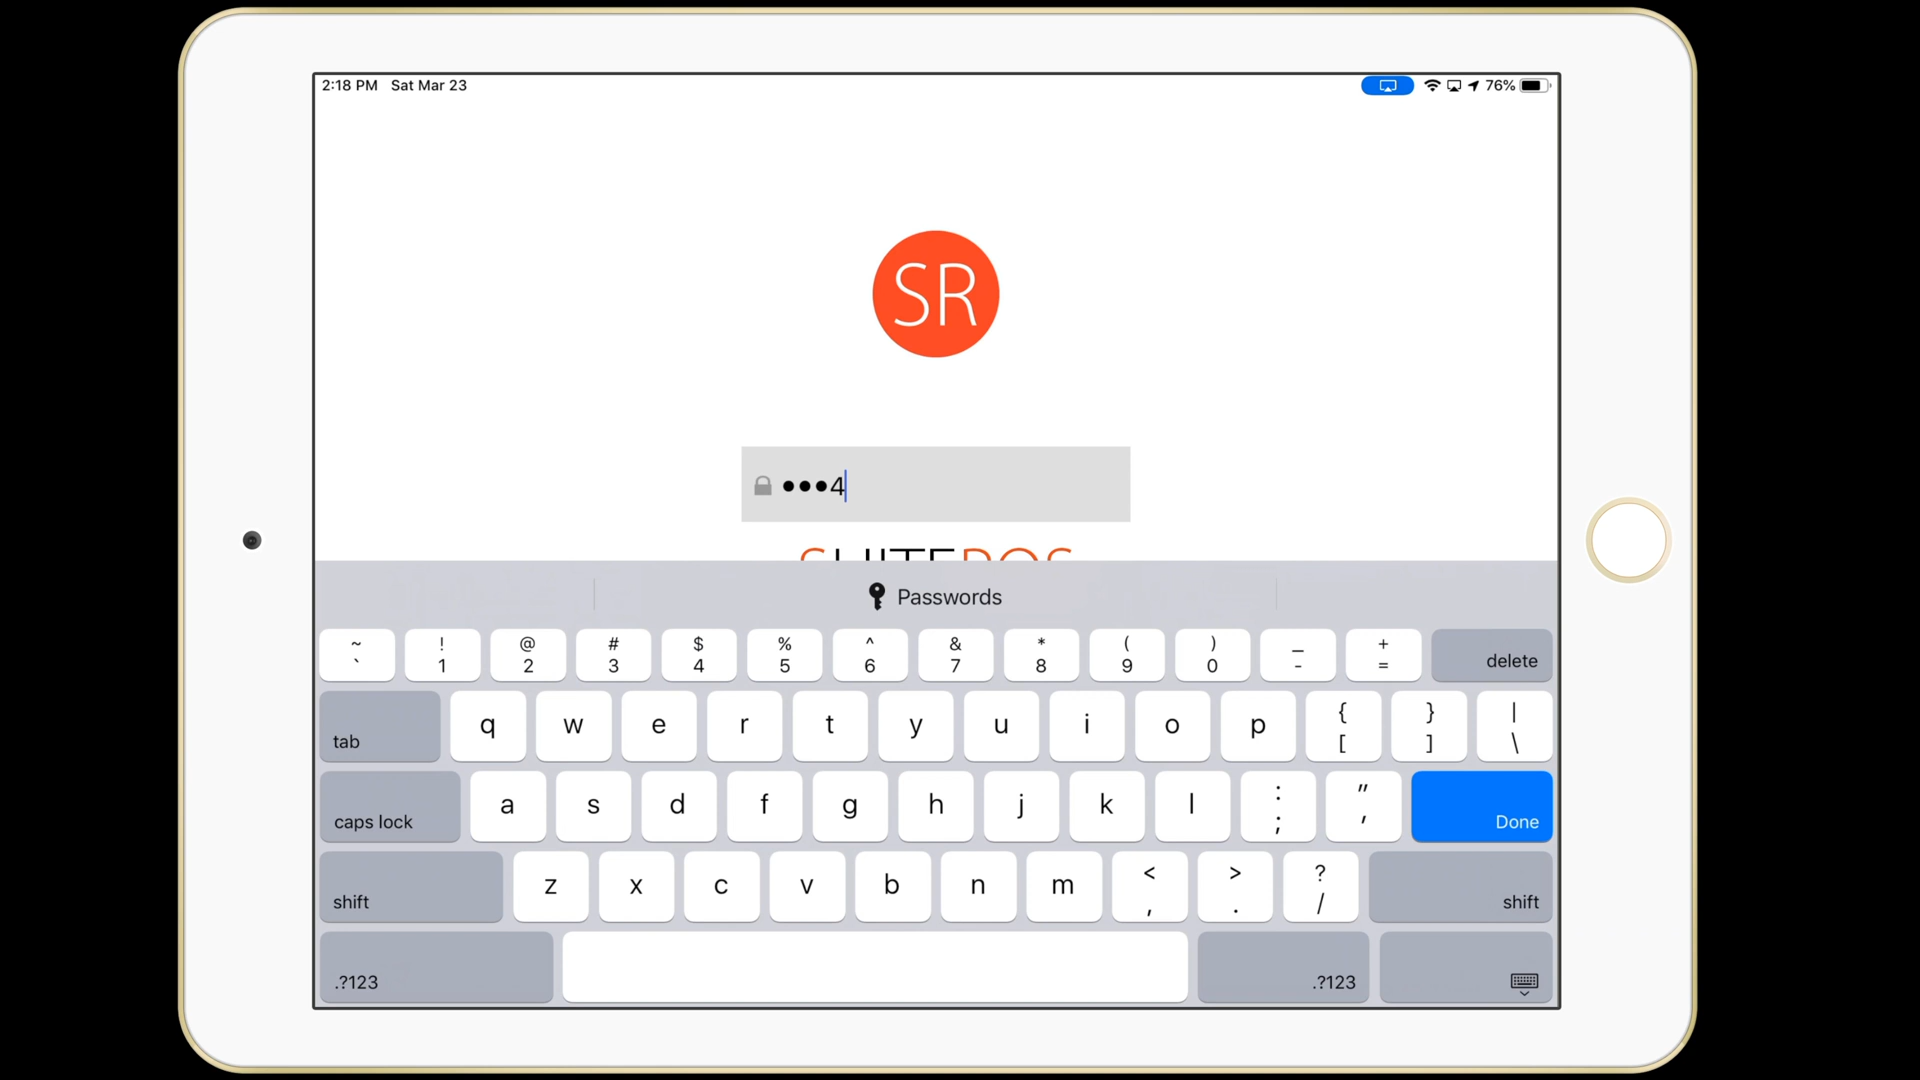 2:18 PM Sat Mar 23 76%
SR
•••4
SUITEPOS
Passwords
~ ! @ # $ % ^ & * ( ) _ +
` 1 2 3 4 5 6 7 8 9 0 - = delete
{ } |
tab q w e r t y u i o p [ ] \
: "
caps lock a s d f g h j k l ; ' Done
< > ?
shift z x c v b n m , . / shift
.?123 .?123